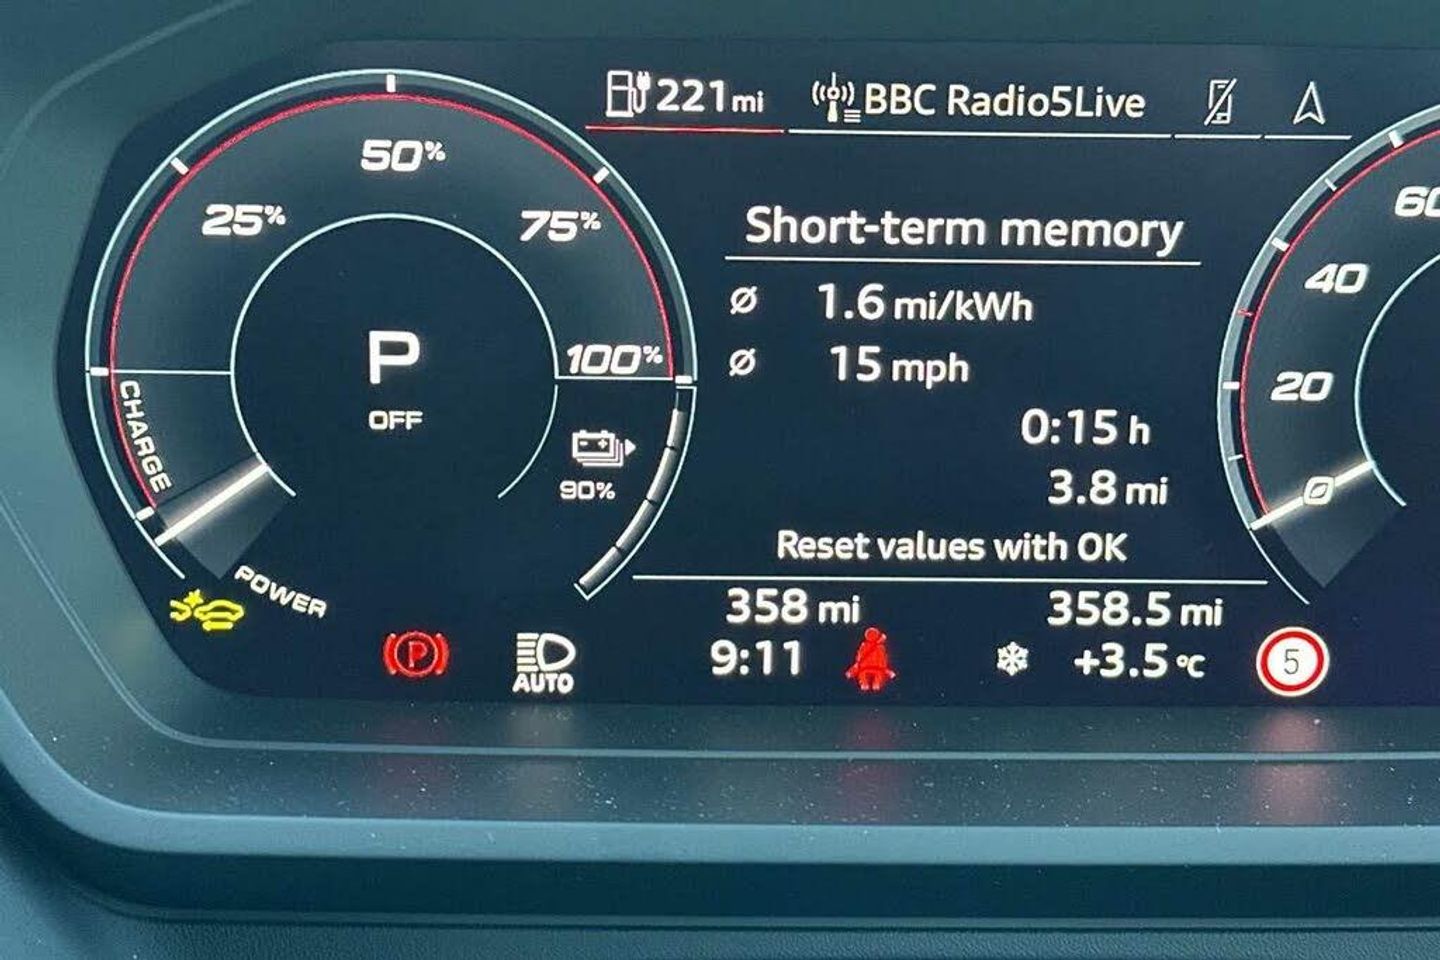 221 mi
BBC Radio5Live
50%
25%
75%
100%
P
OFF
CHARGE
POWER
90%
Short-term memory
Ø 1.6 mi/kWh
Ø 15 mph
0:15 h
3.8 mi
Reset values with OK
358 mi
358.5 mi
P
AUTO
9:11
+3.5 °C
5
60
40
20
0